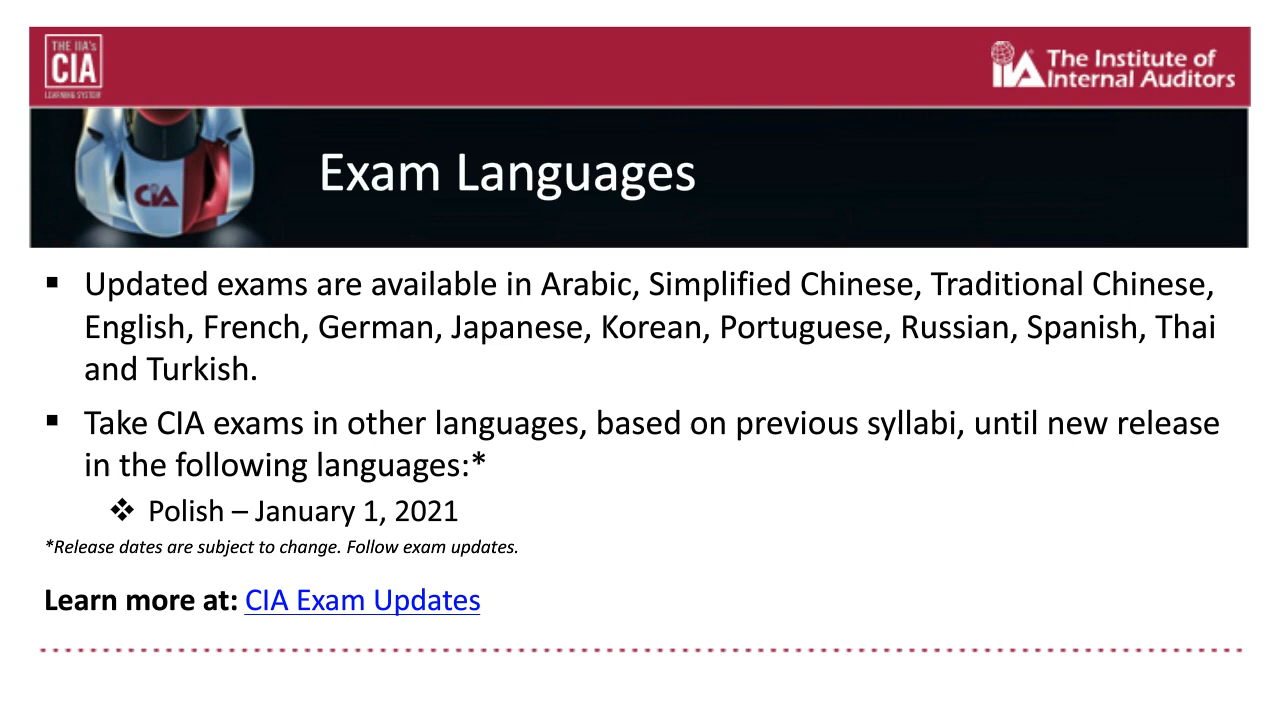 THE IIA's
CIA
LEARNING SYSTEM
IIA The Institute of
Internal Auditors
CIA
Exam Languages
▪ Updated exams are available in Arabic, Simplified Chinese, Traditional Chinese,
English, French, German, Japanese, Korean, Portuguese, Russian, Spanish, Thai
and Turkish.
▪ Take CIA exams in other languages, based on previous syllabi, until new release
in the following languages:*
❖ Polish – January 1, 2021
*Release dates are subject to change. Follow exam updates.
Learn more at: CIA Exam Updates